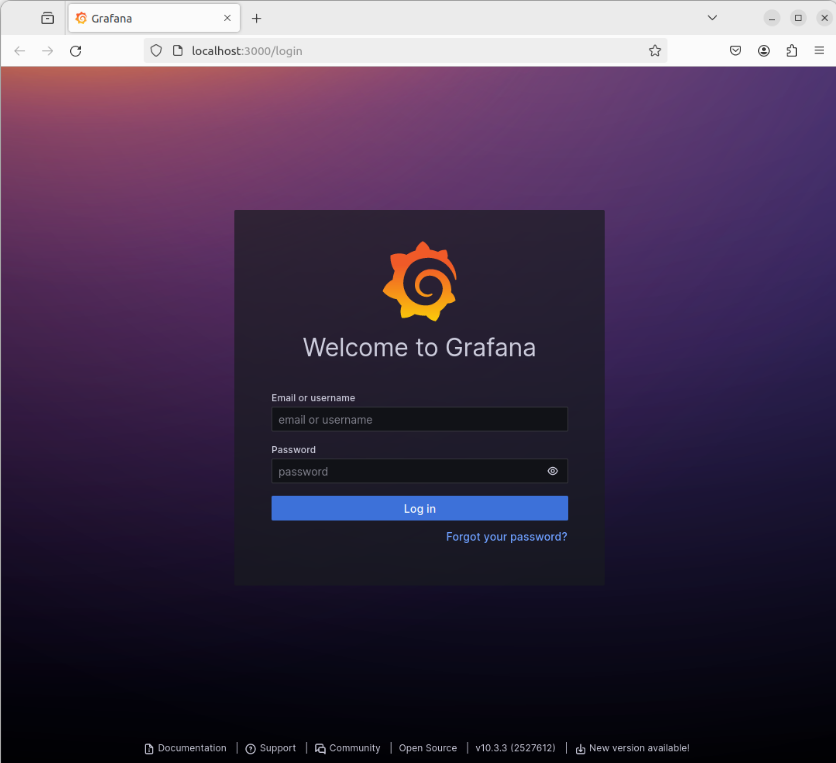 Grafana
localhost:3000/login
Welcome to Grafana
Email or username
email or username
Password
password
Log in
Forgot your password?
Documentation | Support | Community | Open Source | v10.3.3 (2527612) | New version available!